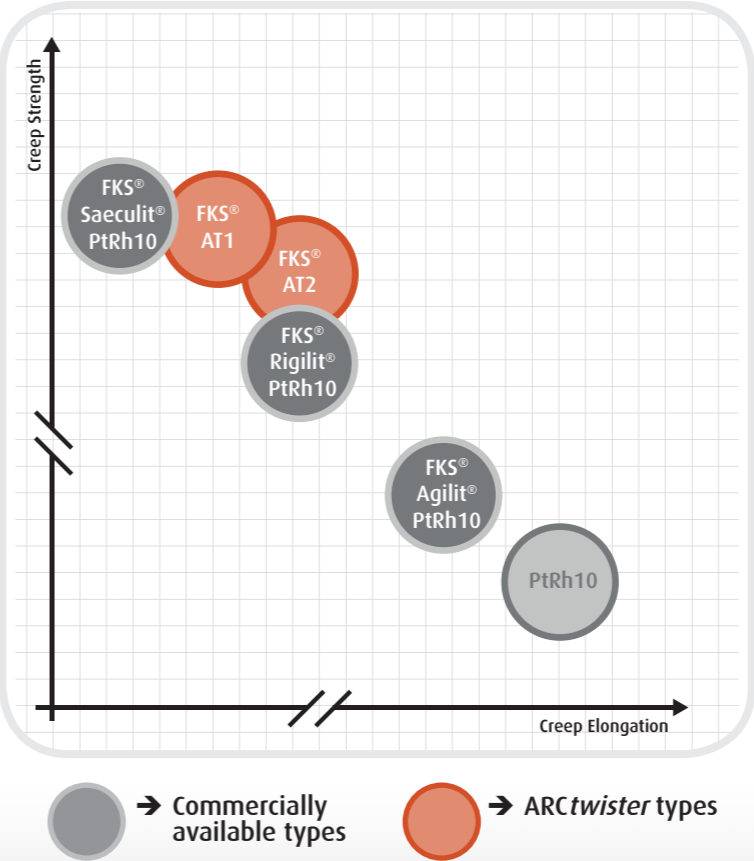 Creep Strength
FKS®
Saeculit®
PtRh10
FKS®
AT1
FKS®
AT2
FKS®
Rigilit®
PtRh10
FKS®
Agilit®
PtRh10
PtRh10
Creep Elongation
➔ Commercially
available types
➔ ARCtwister types